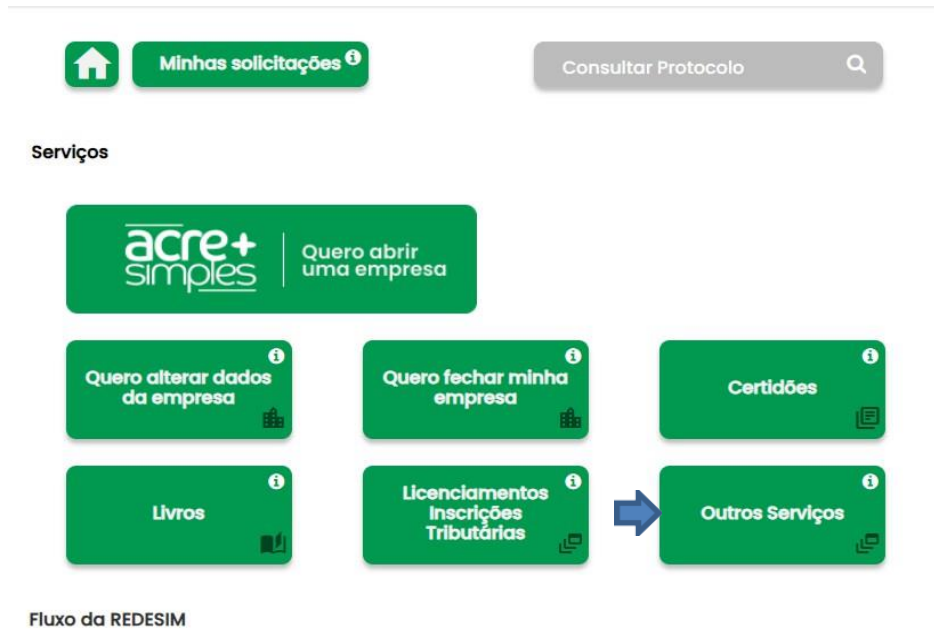 Minhas solicitações
Consultar Protocolo
Serviços
acre+
simples
Quero abrir
uma empresa
Quero alterar dados
da empresa
Quero fechar minha
empresa
Certidões
Livros
Licenciamentos
Inscrições
Tributárias
Outros Serviços
Fluxo da REDESIM